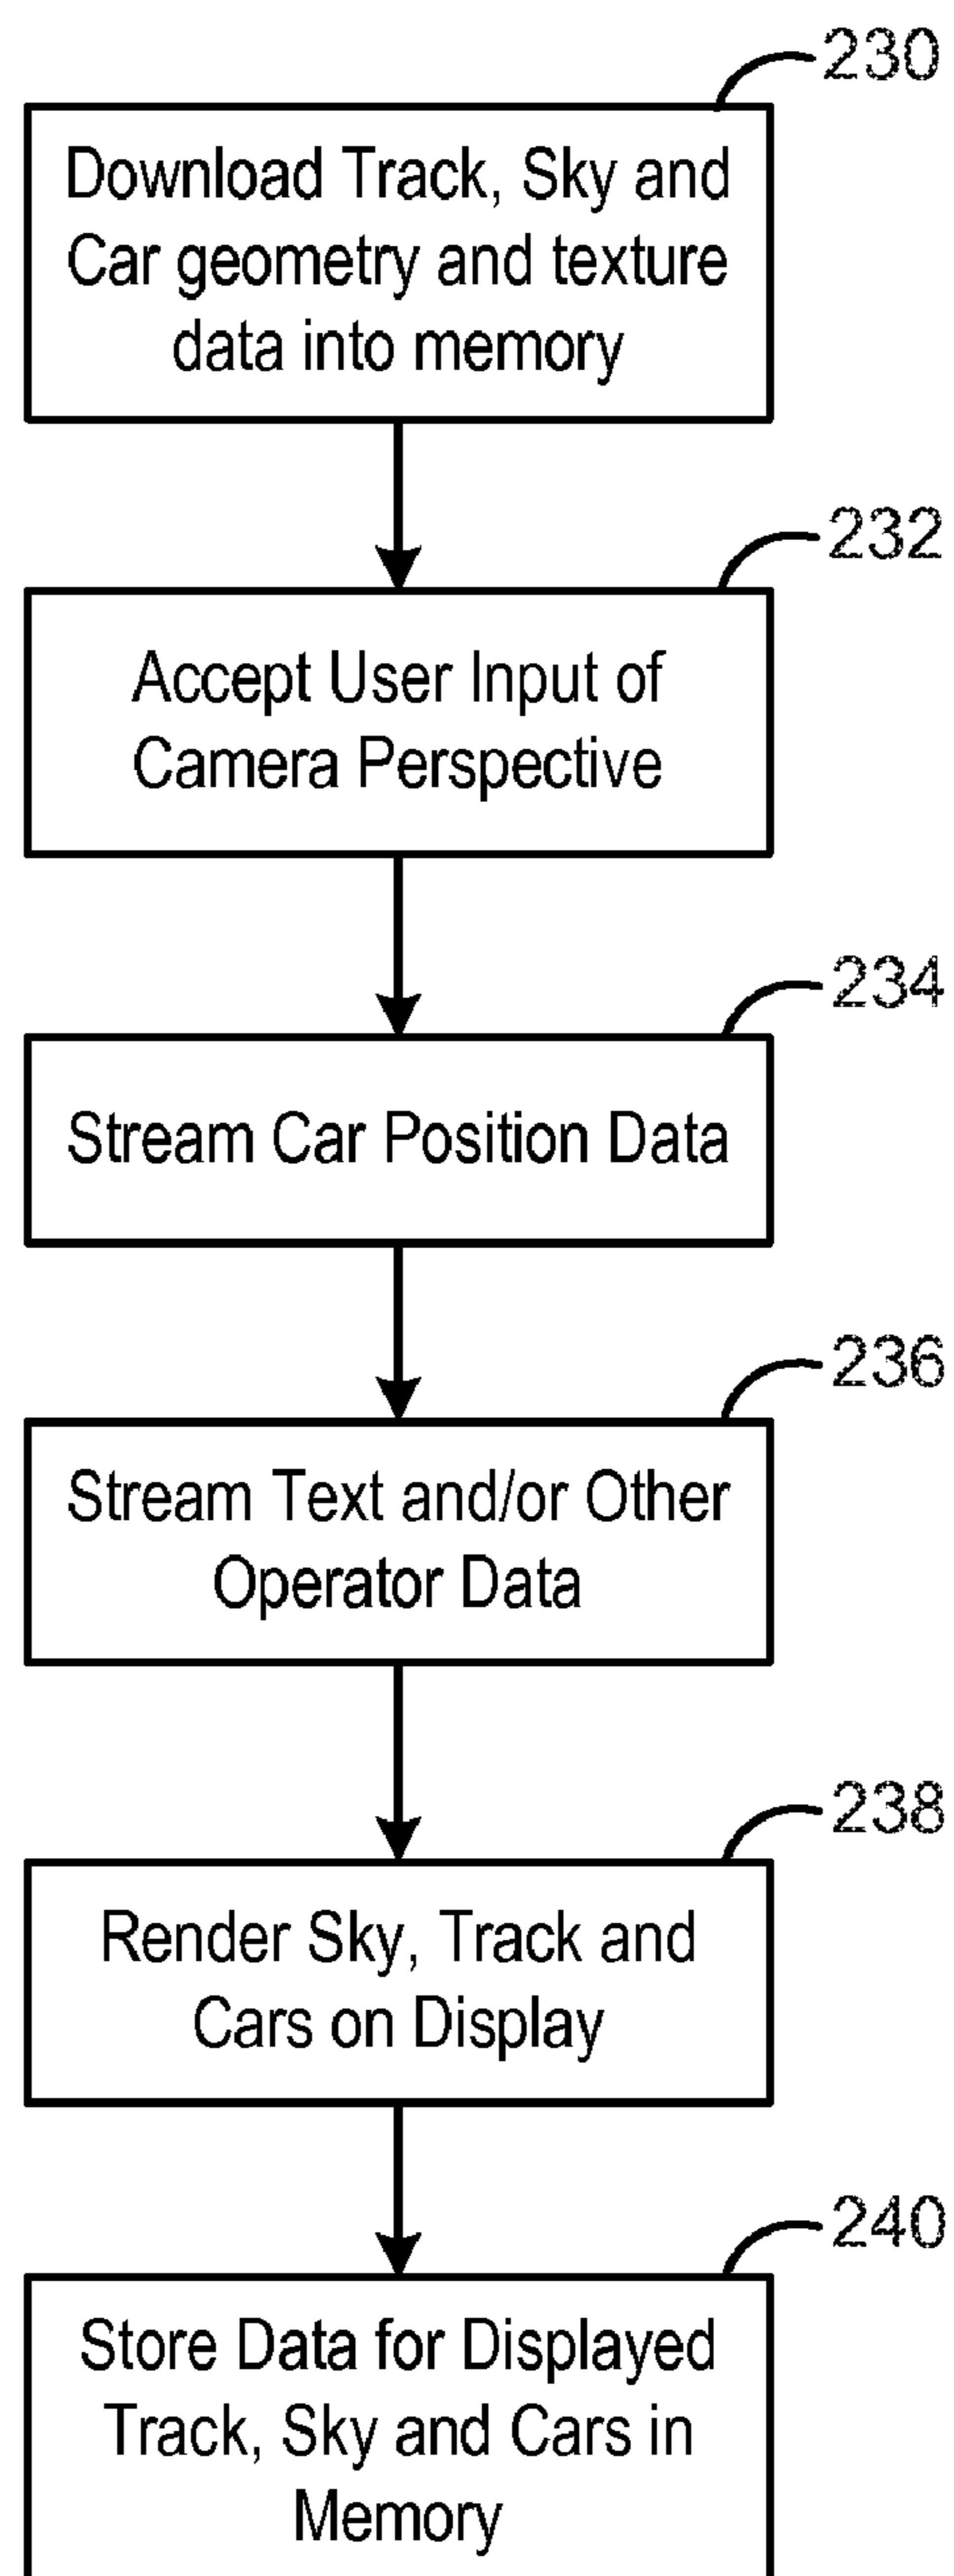 230
Download Track, Sky and
Car geometry and texture
data into memory
232
Accept User Input of
Camera Perspective
234
Stream Car Position Data
236
Stream Text and/or Other
Operator Data
238
Render Sky, Track and
Cars on Display
240
Store Data for Displayed
Track, Sky and Cars in
Memory